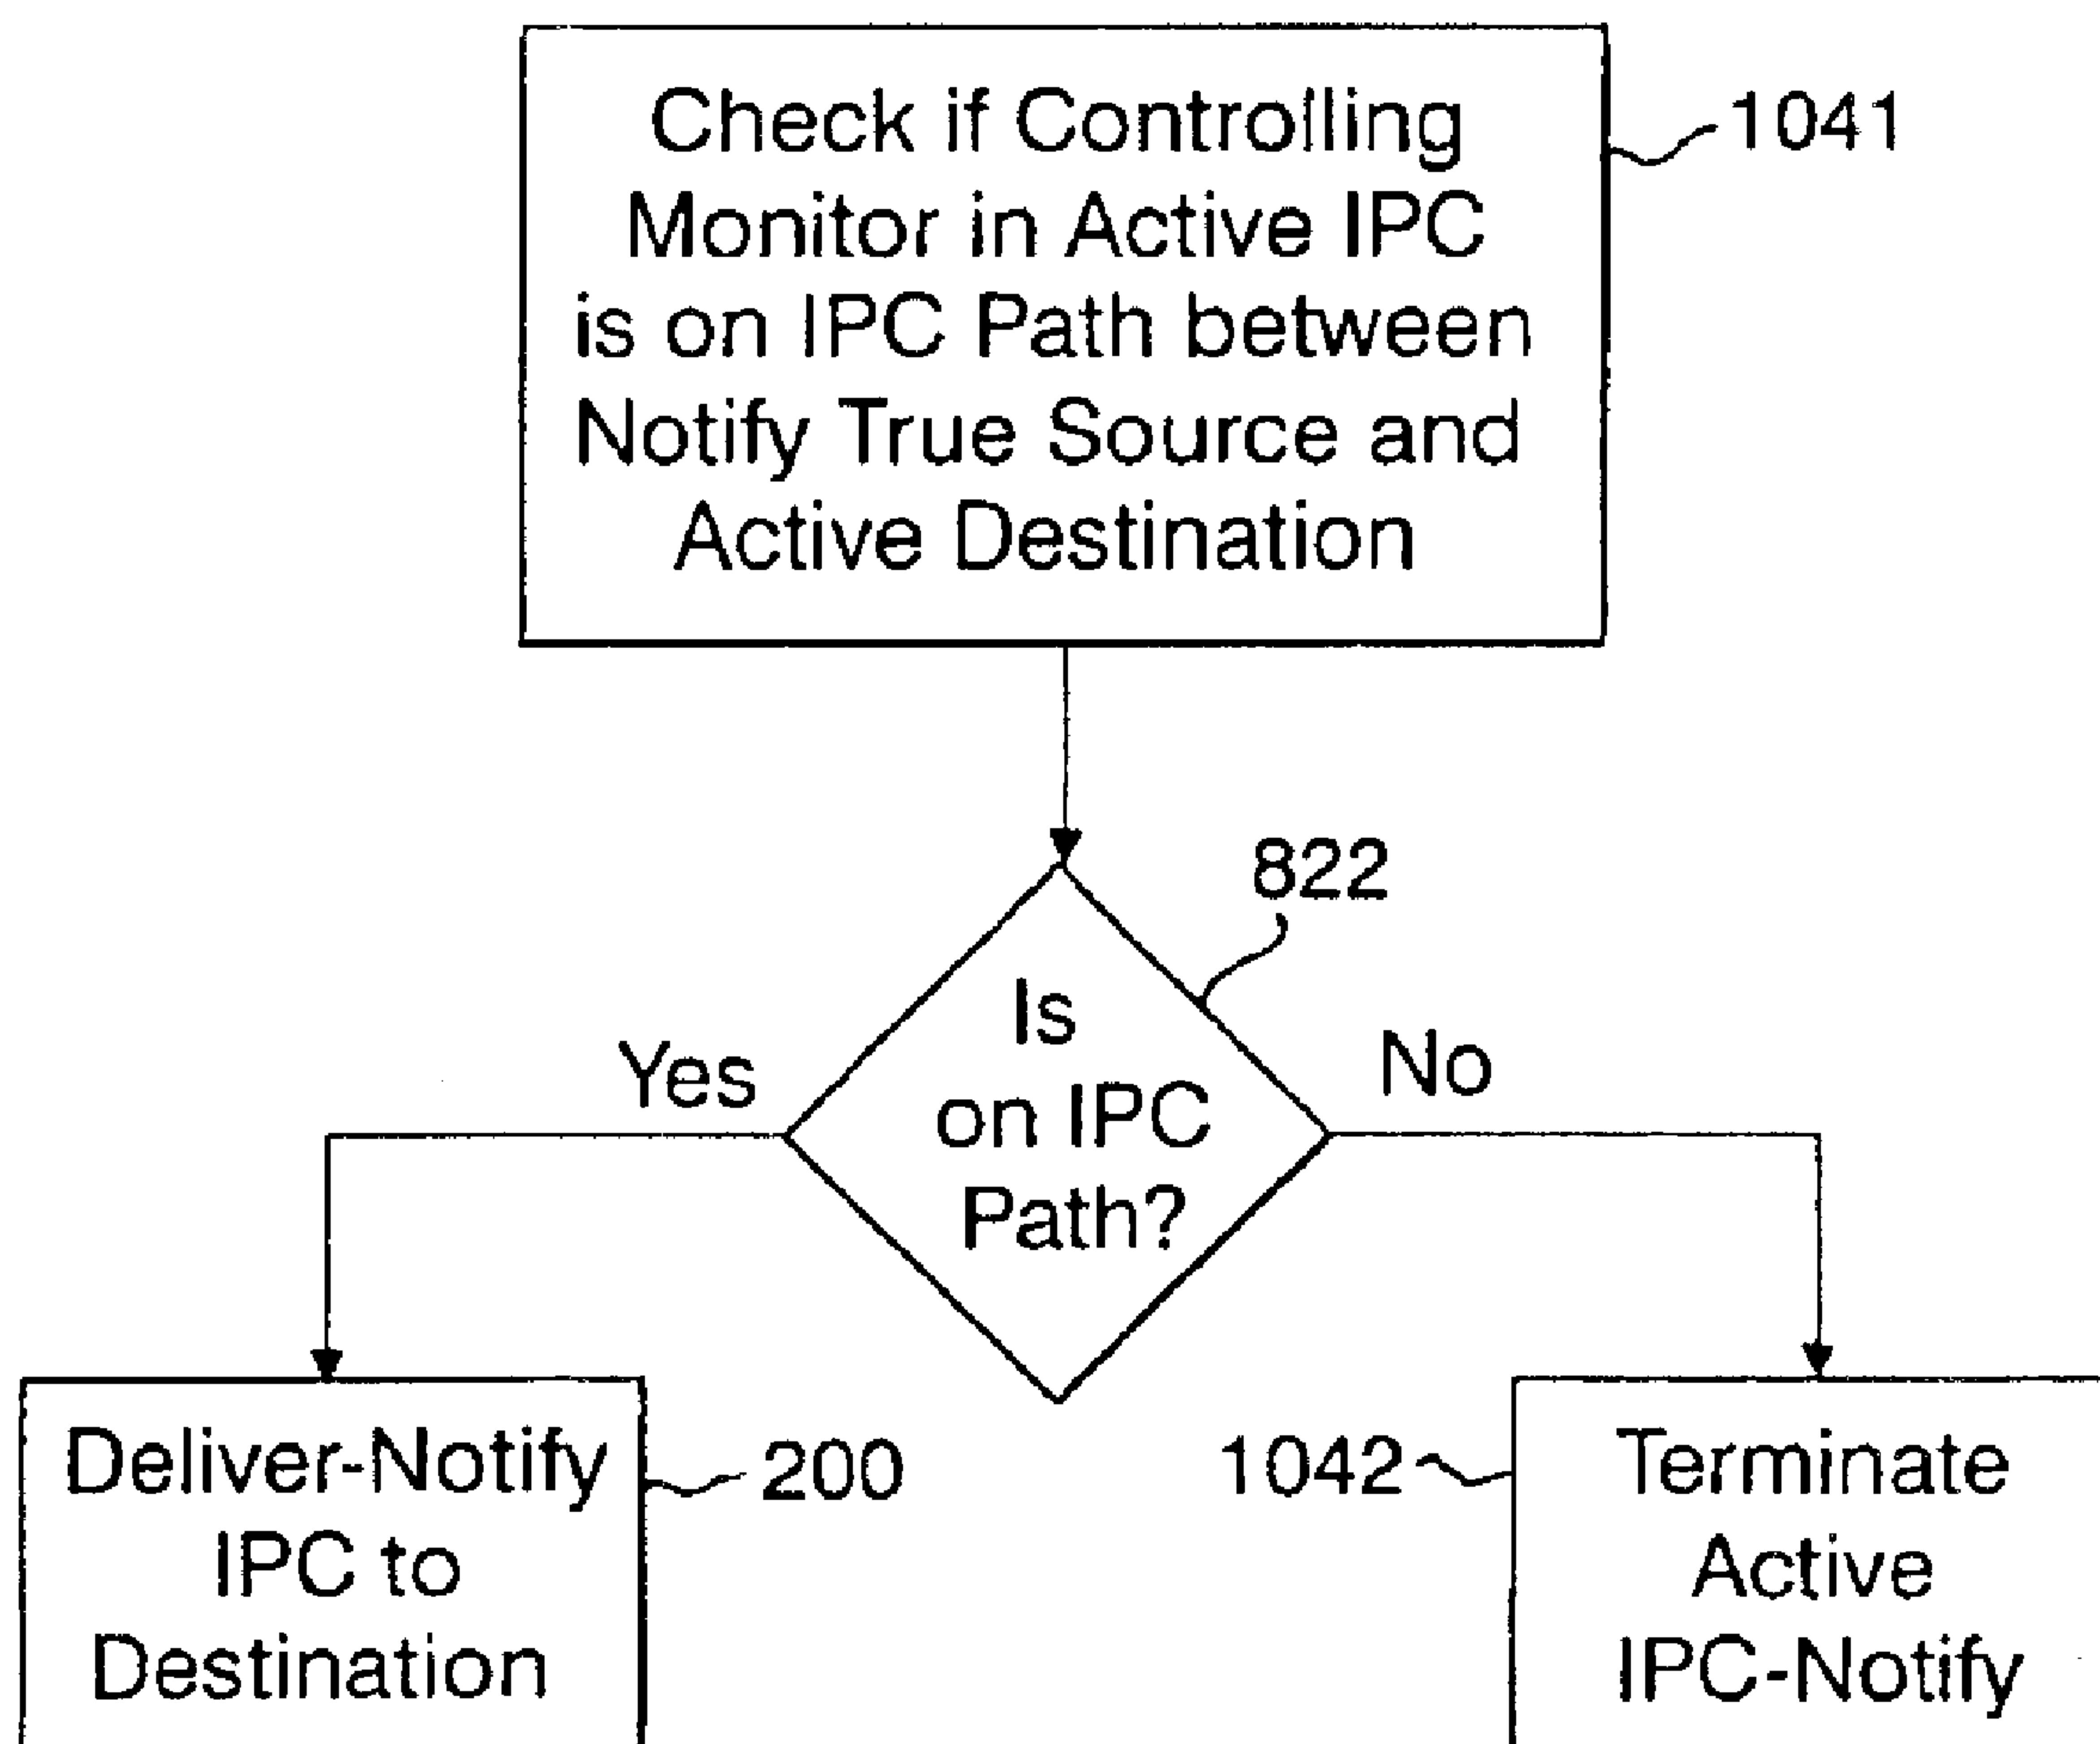 Check if Controlling
Monitor in Active IPC
is on IPC Path between
Notify True Source and
Active Destination
1041
822
Is
on IPC
Path?
Yes
No
Deliver-Notify
IPC to
Destination
200
1042
Terminate
Active
IPC-Notify